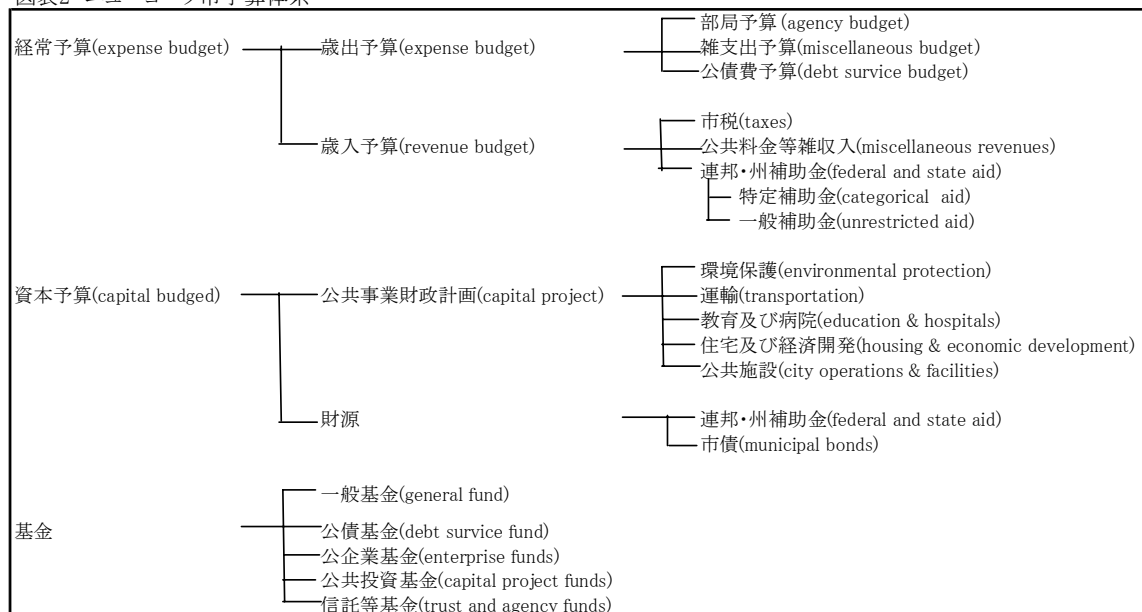 図表2 ニューヨーク市予算体系
部局予算(agency budget)
経常予算(expense budget) 歳出予算(expense budget) 雑支出予算(miscellaneous budget)
公債費予算(debt survice budget)
市税(taxes)
歳入予算(revenue budget) 公共料金等雑収入(miscellaneous revenues)
連邦・州補助金(federal and state aid)
特定補助金(categorical aid)
一般補助金(unrestricted aid)
環境保護(environmental protection)
資本予算(capital budged) 公共事業財政計画(capital project) 運輸(transportation)
教育及び病院(education & hospitals)
住宅及び経済開発(housing & economic development)
公共施設(city operations & facilities)
財源 連邦・州補助金(federal and state aid)
市債(municipal bonds)
一般基金(general fund)
基金 公債基金(debt survice fund)
公企業基金(enterprise funds)
公共投資基金(capital project funds)
信託等基金(trust and agency funds)